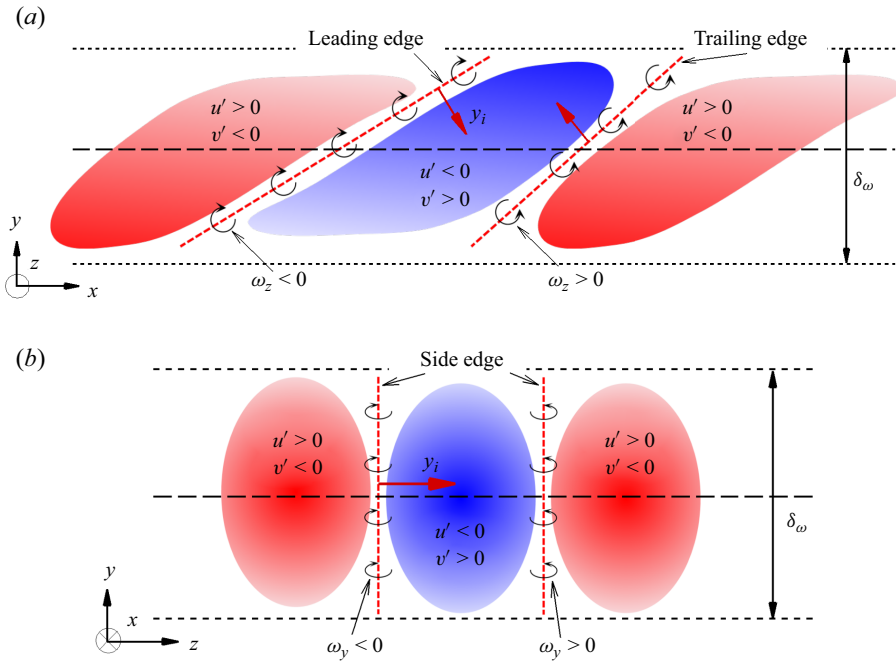 (a)
Leading edge
Trailing edge
u′ > 0
v′ < 0
y_i
u′ > 0
v′ < 0
u′ < 0
v′ > 0
δ_ω
y
z
x
ω_z < 0
ω_z > 0
(b)
Side edge
u′ > 0
v′ < 0
y_i
u′ > 0
v′ < 0
u′ < 0
v′ > 0
δ_ω
y
x
z
ω_y < 0
ω_y > 0